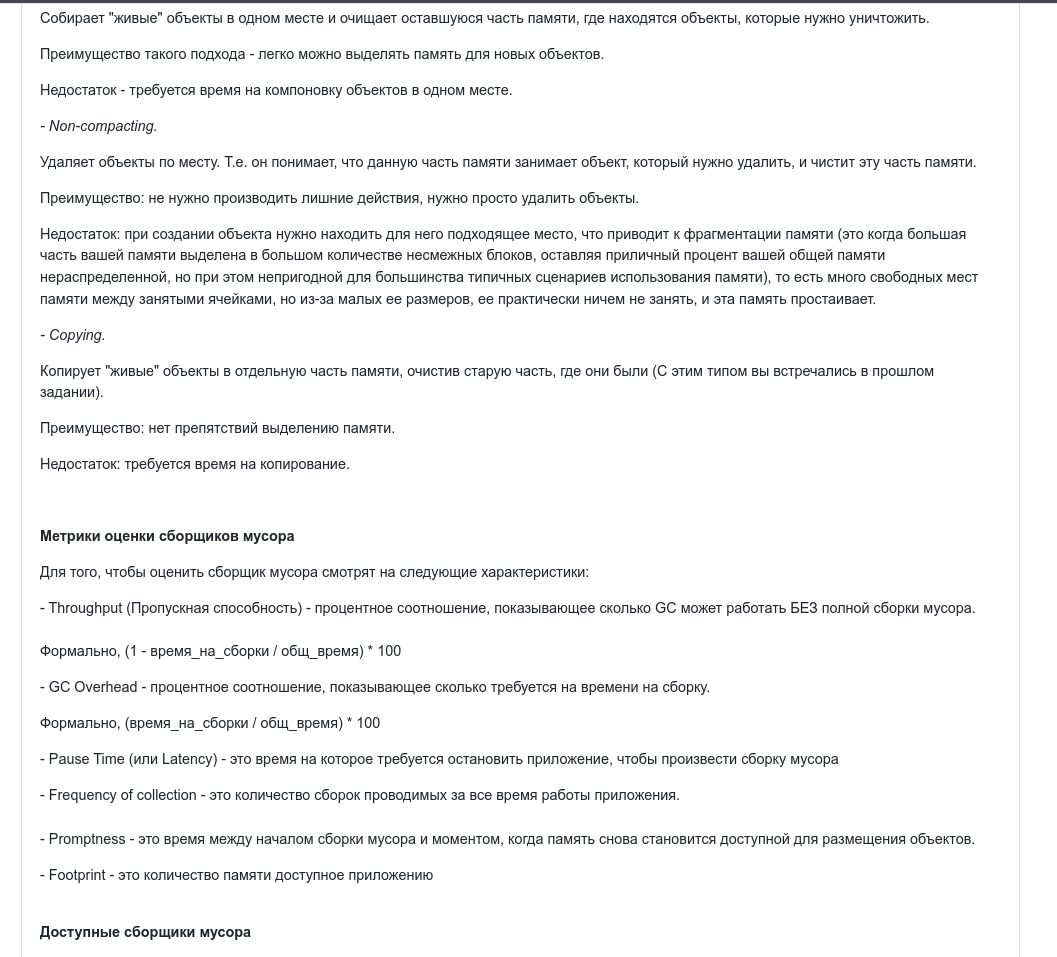 Собирает "живые" объекты в одном месте и очищает оставшуюся часть памяти, где находятся объекты, которые нужно уничтожить.
Преимущество такого подхода - легко можно выделять память для новых объектов.
Недостаток - требуется время на компоновку объектов в одном месте.
- Non-compacting.
Удаляет объекты по месту. Т.е. он понимает, что данную часть памяти занимает объект, который нужно удалить, и чистит эту часть памяти.
Преимущество: не нужно производить лишние действия, нужно просто удалить объекты.
Недостаток: при создании объекта нужно находить для него подходящее место, что приводит к фрагментации памяти (это когда большая
часть вашей памяти выделена в большом количестве несмежных блоков, оставляя приличный процент вашей общей памяти
нераспределенной, но при этом непригодной для большинства типичных сценариев использования памяти), то есть много свободных мест
памяти между занятыми ячейками, но из-за малых ее размеров, ее практически ничем не занять, и эта память простаивает.
- Copying.
Копирует "живые" объекты в отдельную часть памяти, очистив старую часть, где они были (С этим типом вы встречались в прошлом
задании).
Преимущество: нет препятствий выделению памяти.
Недостаток: требуется время на копирование.
Метрики оценки сборщиков мусора
Для того, чтобы оценить сборщик мусора смотрят на следующие характеристики:
- Throughput (Пропускная способность) - процентное соотношение, показывающее сколько GC может работать БЕЗ полной сборки мусора.
Формально, (1 - время_на_сборки / общ_время) * 100
- GC Overhead - процентное соотношение, показывающее сколько требуется на времени на сборку.
Формально, (время_на_сборки / общ_время) * 100
- Pause Time (или Latency) - это время на которое требуется остановить приложение, чтобы произвести сборку мусора
- Frequency of collection - это количество сборок проводимых за все время работы приложения.
- Promptness - это время между началом сборки мусора и моментом, когда память снова становится доступной для размещения объектов.
- Footprint - это количество памяти доступное приложению
Доступные сборщики мусора